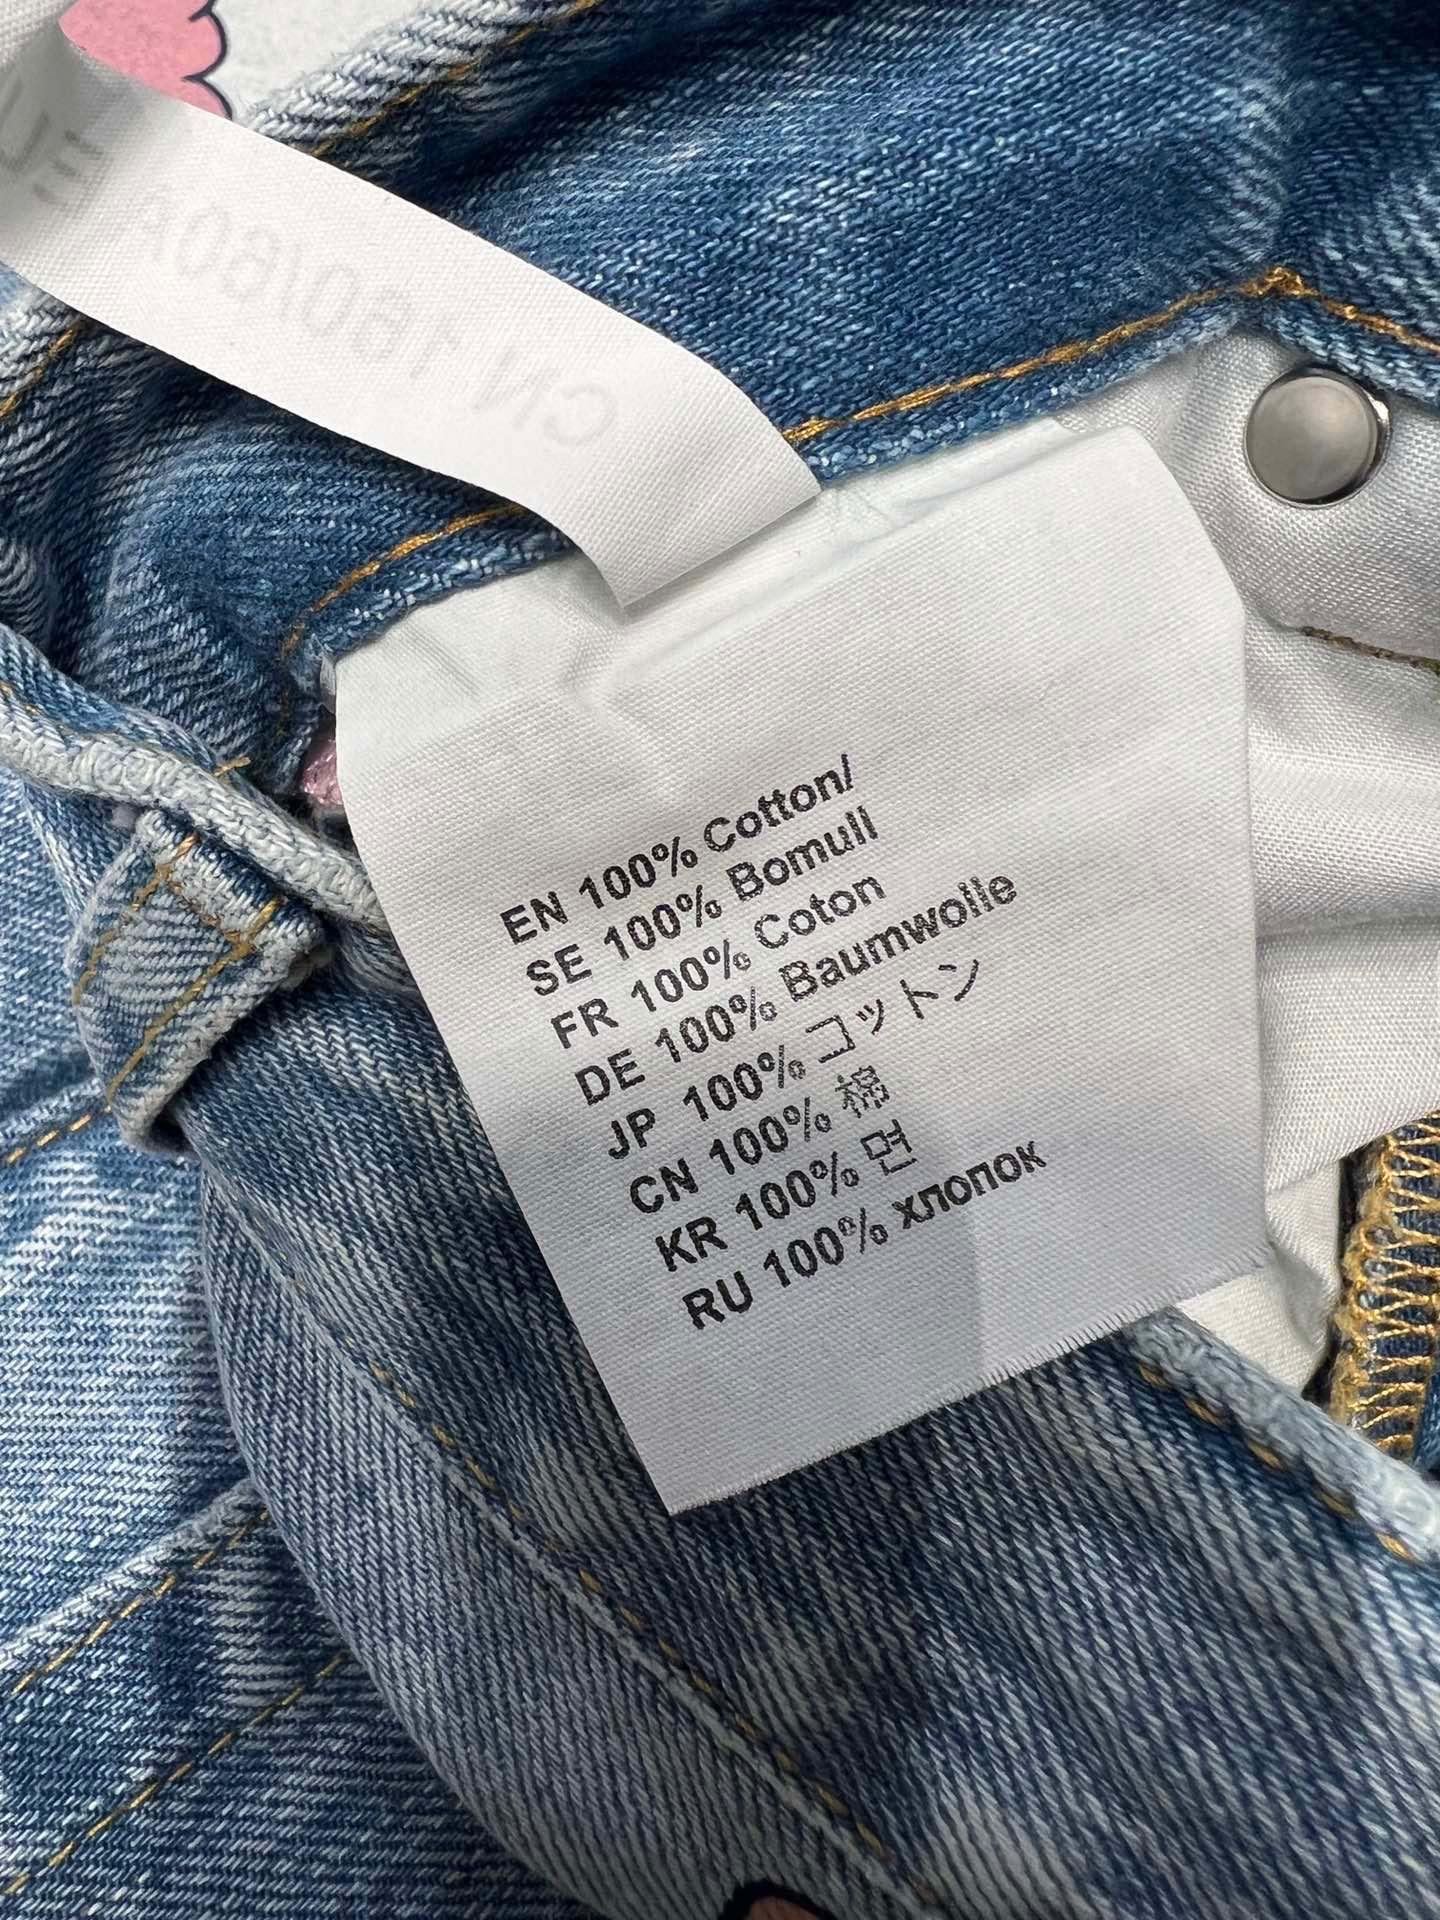 EN 100% Cotton/
SE 100% Bomull
FR 100% Coton
DE 100% Baumwolle
JP 100% コットン
CN 100% 棉
KR 100% 면
RU 100% хлопок